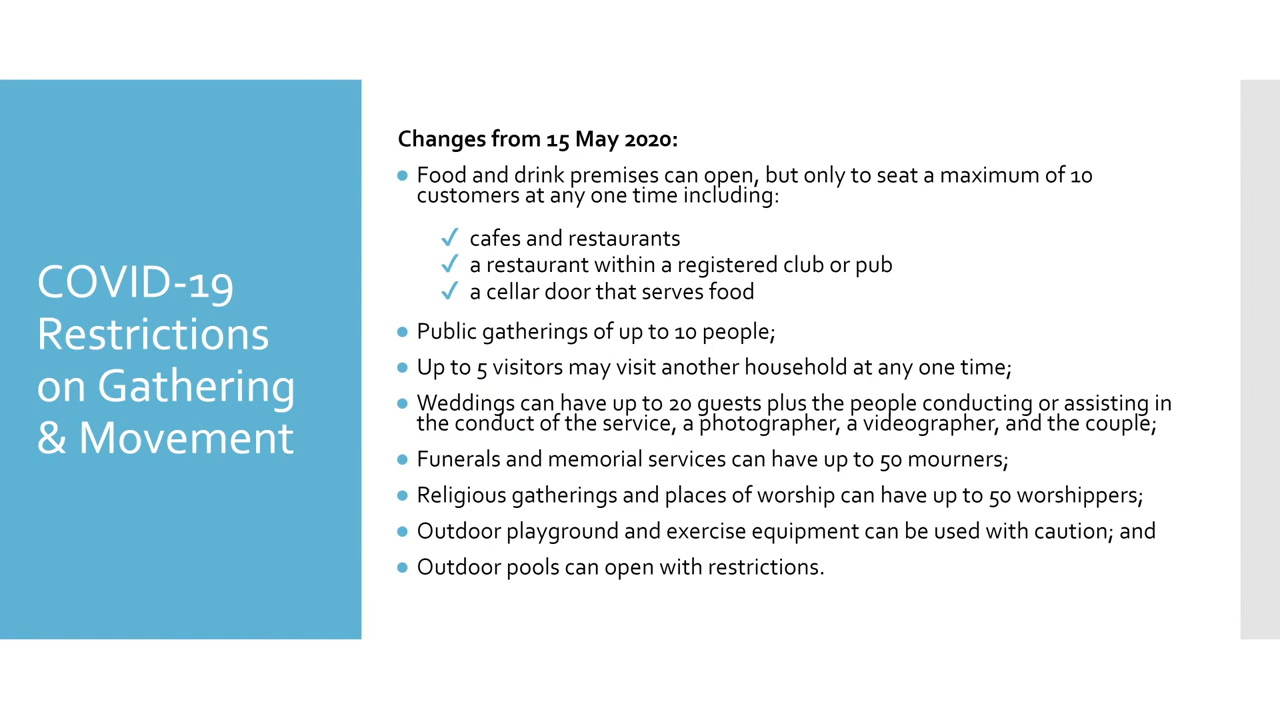 COVID-19
Restrictions
on Gathering
& Movement
Changes from 15 May 2020:
● Food and drink premises can open, but only to seat a maximum of 10
customers at any one time including:
✓ cafes and restaurants
✓ a restaurant within a registered club or pub
✓ a cellar door that serves food
● Public gatherings of up to 10 people;
● Up to 5 visitors may visit another household at any one time;
● Weddings can have up to 20 guests plus the people conducting or assisting in
the conduct of the service, a photographer, a videographer, and the couple;
● Funerals and memorial services can have up to 50 mourners;
● Religious gatherings and places of worship can have up to 50 worshippers;
● Outdoor playground and exercise equipment can be used with caution; and
● Outdoor pools can open with restrictions.